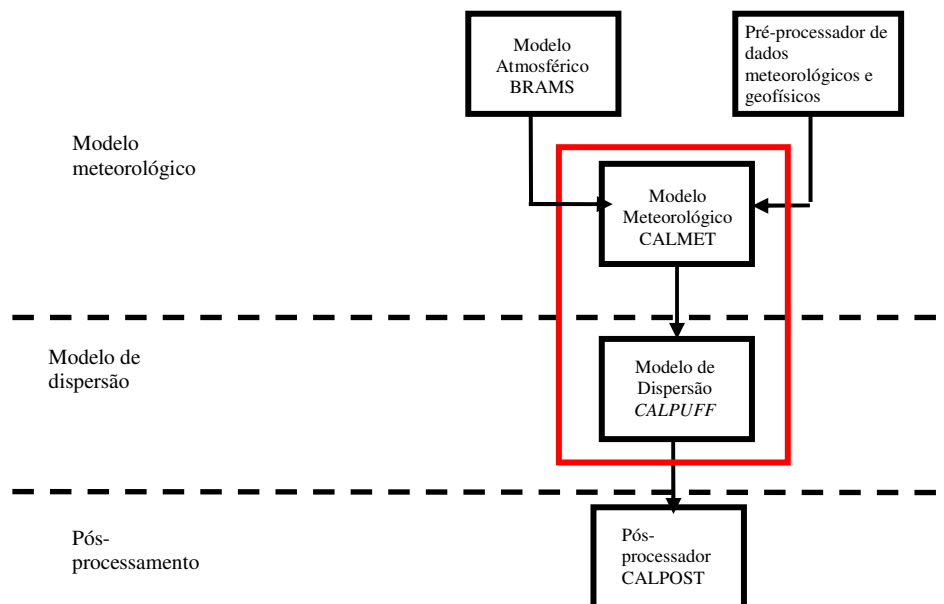 Modelo
Atmosférico
BRAMS
Pré-processador de
dados
meteorológicos e
geofísicos
Modelo
meteorológico
Modelo
Meteorológico
CALMET
Modelo de
dispersão
Modelo de
Dispersão
CALPUFF
Pós-
processamento
Pós-
processador
CALPOST